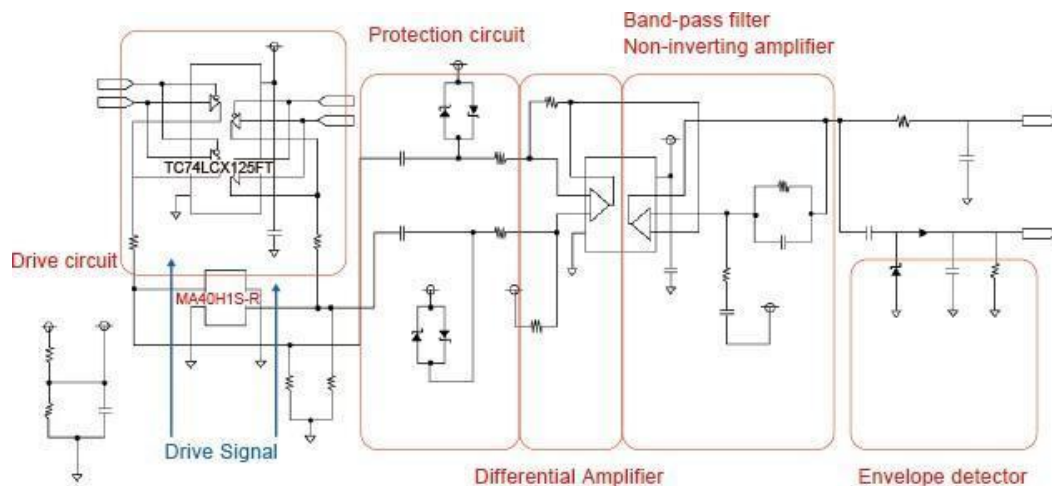 Band-pass filter
Protection circuit
Non-inverting amplifier
TC74LCX125FT
Drive circuit
MA40H1S-R
Drive Signal
Differential Amplifier
Envelope detector